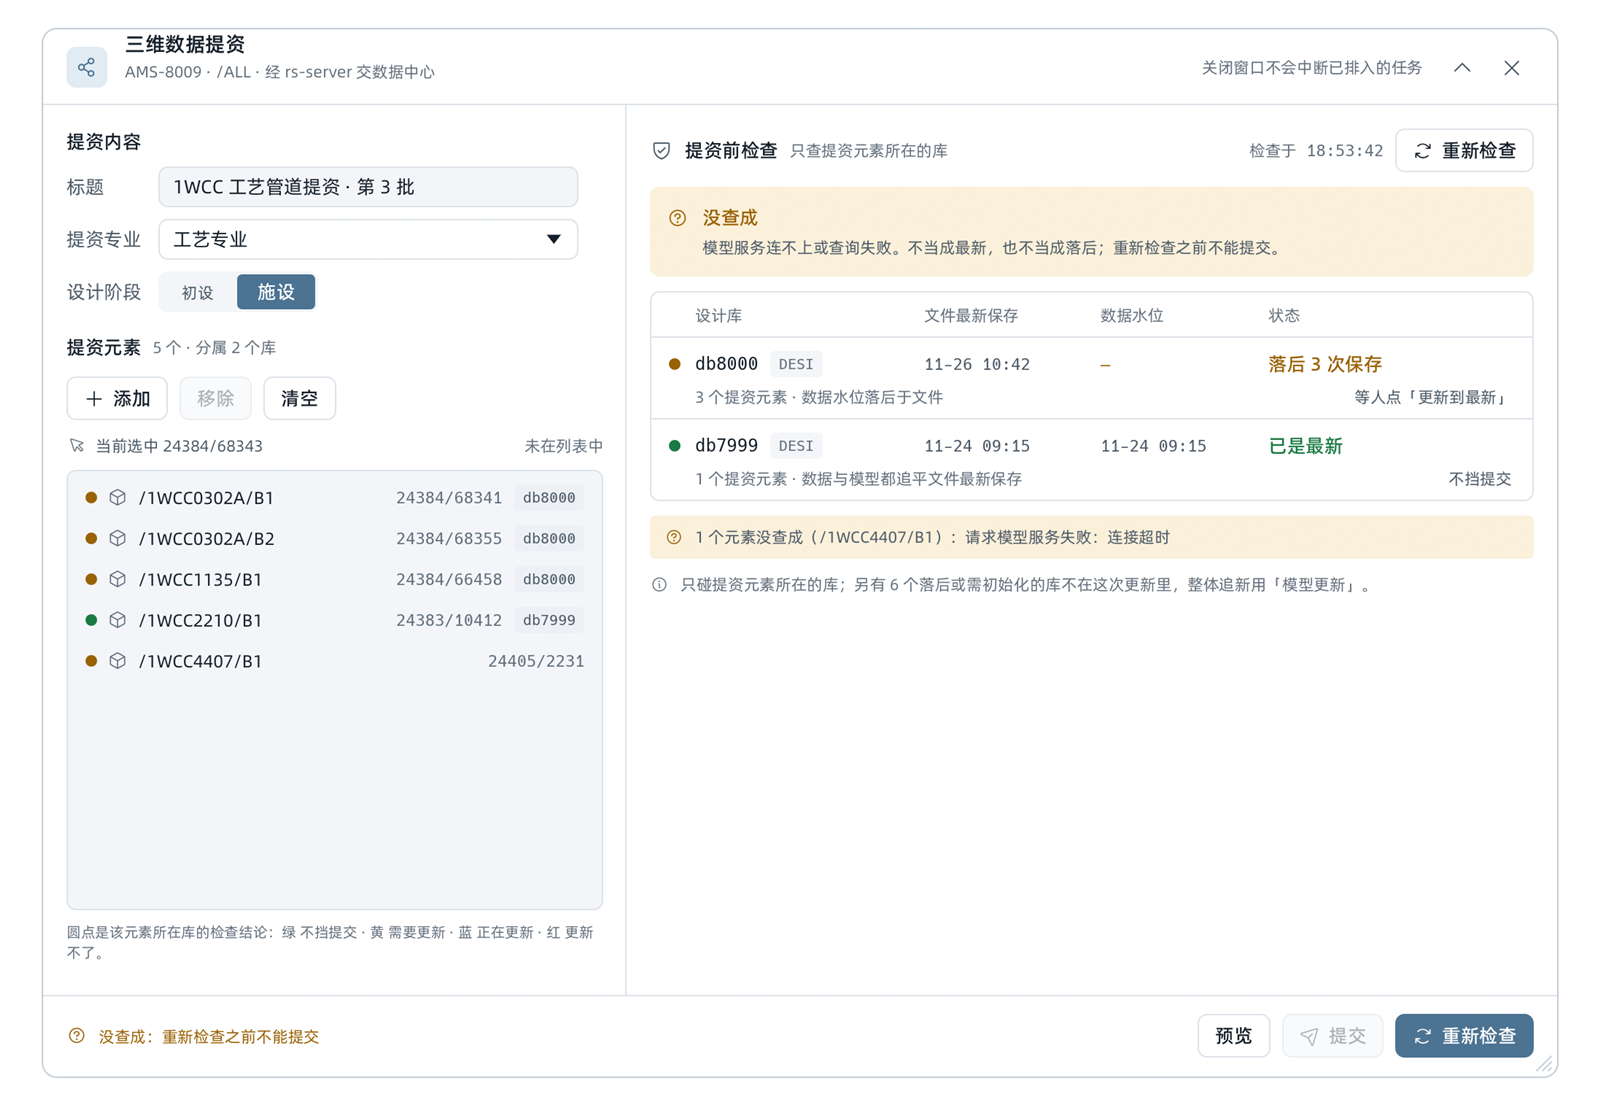 三维数据提资
AMS-8009 · /ALL · 经 rs-server 交数据中心
关闭窗口不会中断已排入的任务
提资内容
标题
1WCC 工艺管道提资 · 第 3 批
提资专业
工艺专业
设计阶段
初设
施设
提资元素 5 个 · 分属 2 个库
添加
移除
清空
当前选中 24384/68343
未在列表中
/1WCC0302A/B1 24384/68341 db8000
/1WCC0302A/B2 24384/68355 db8000
/1WCC1135/B1 24384/66458 db8000
/1WCC2210/B1 24383/10412 db7999
/1WCC4407/B1 24405/2231
圆点是该元素所在库的检查结论：绿 不挡提交 · 黄 需要更新 · 蓝 正在更新 · 红 更新
不了。
提资前检查 只查提资元素所在的库
检查于 18:53:42
重新检查
没查成
模型服务连不上或查询失败。不当成最新，也不当成落后；重新检查之前不能提交。
设计库 文件最新保存 数据水位 状态
db8000 DESI 11-26 10:42 – 落后 3 次保存
3 个提资元素 · 数据水位落后于文件 等人点「更新到最新」
db7999 DESI 11-24 09:15 11-24 09:15 已是最新
1 个提资元素 · 数据与模型都追平文件最新保存 不挡提交
1 个元素没查成（/1WCC4407/B1）：请求模型服务失败：连接超时
只碰提资元素所在的库；另有 6 个落后或需初始化的库不在这次更新里，整体追新用「模型更新」。
没查成：重新检查之前不能提交
预览
提交
重新检查